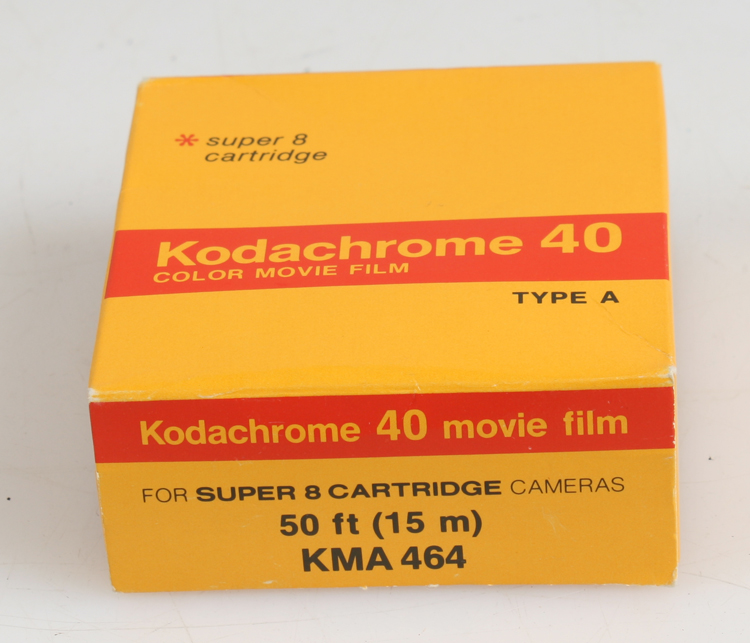 * super 8
cartridge
Kodachrome 40
COLOR MOVIE FILM
TYPE A
Kodachrome 40 movie film
FOR SUPER 8 CARTRIDGE CAMERAS
50 ft (15 m)
KMA 464